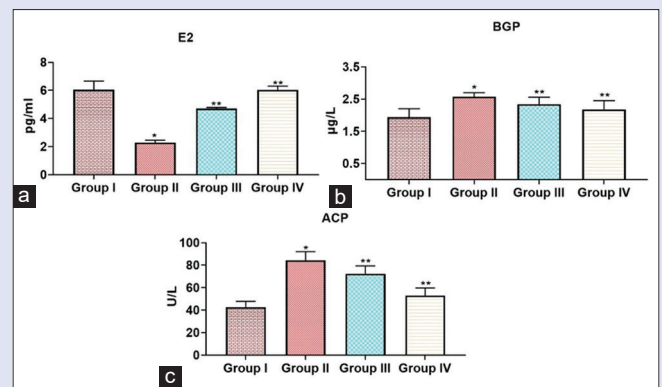 E2
pg/ml
8
6
4
2
0
*
**
**
Group I Group II Group III Group IV
a
BGP
µg/L
3.5
2.5
1.5
0.5
*
**
**
Group I Group II Group III Group IV
b
ACP
U/L
100
80
60
40
20
0
*
**
**
Group I Group II Group III Group IV
c